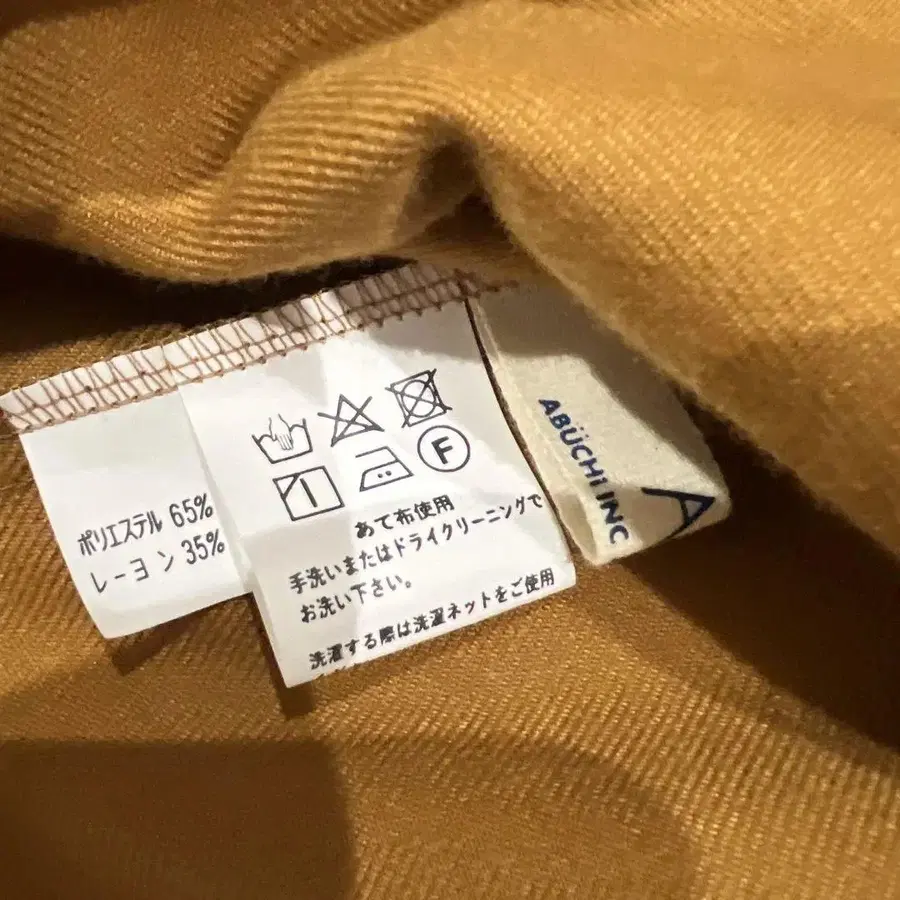 ポリエステル 65%
レーヨン 35%
F
あて布使用
手洗いまたはドライクリーニングで
お洗い下さい。
洗濯する際は洗濯ネットをご使用
ABÜCHI INC
A